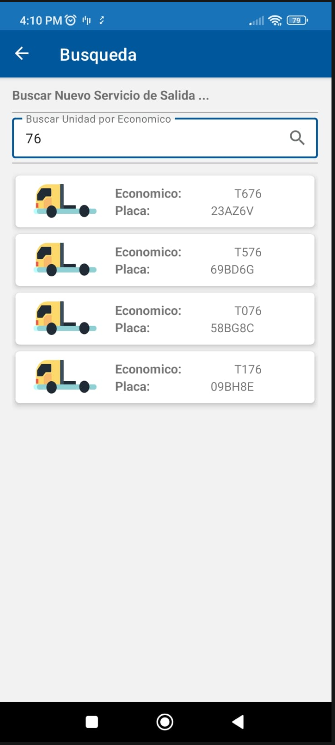 4:10 PM
79
Busqueda
Buscar Nuevo Servicio de Salida ...
Buscar Unidad por Economico
76
Economico: T676
Placa: 23AZ6V
Economico: T576
Placa: 69BD6G
Economico: T076
Placa: 58BG8C
Economico: T176
Placa: 09BH8E